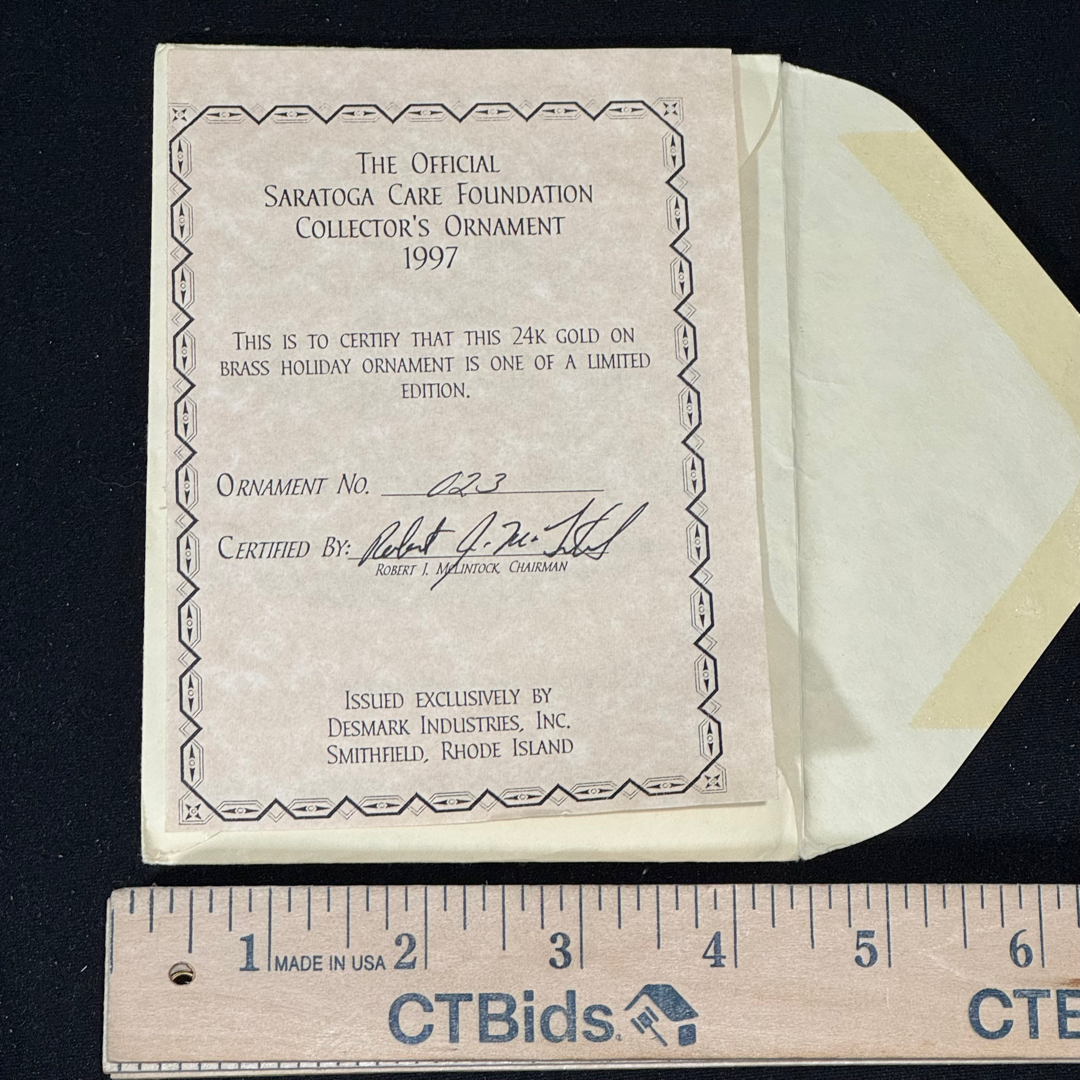 The Official
Saratoga Care Foundation
Collector's Ornament
1997
This is to certify that this 24k gold on
brass holiday ornament is one of a limited
edition.
Ornament No. 023
Certified By: Robert J. McLintock
Robert J. McLintock, Chairman
Issued exclusively by
Desmark Industries, Inc.
Smithfield, Rhode Island
1 MADE IN USA 2 3 4 5 6
CTBids CTB